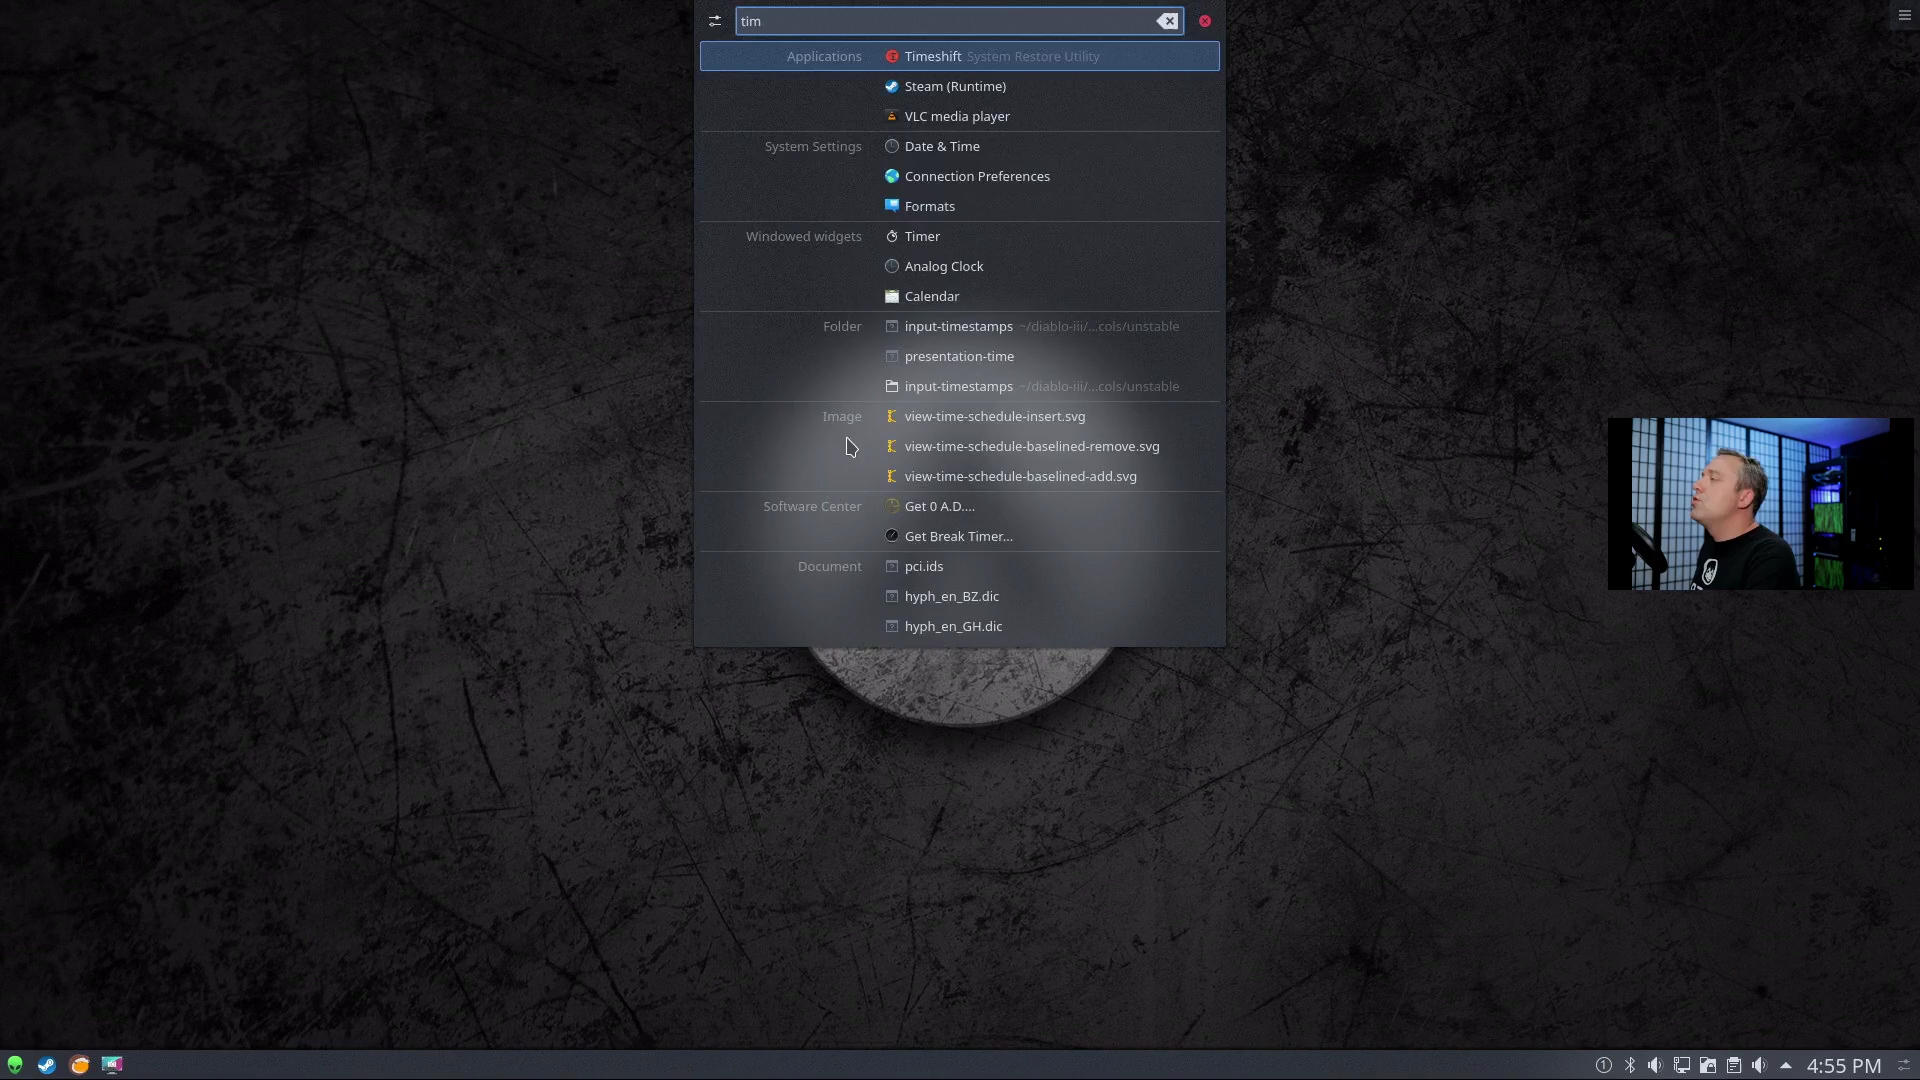 tim
Applications Timeshift System Restore Utility
Steam (Runtime)
VLC media player
System Settings Date & Time
Connection Preferences
Formats
Windowed widgets Timer
Analog Clock
Calendar
Folder input-timestamps ~/diablo-iii/...cols/unstable
presentation-time
input-timestamps ~/diablo-iii/...cols/unstable
Image view-time-schedule-insert.svg
view-time-schedule-baselined-remove.svg
view-time-schedule-baselined-add.svg
Software Center Get 0 A.D....
Get Break Timer...
Document pci.ids
hyph_en_BZ.dic
hyph_en_GH.dic
1 4:55 PM